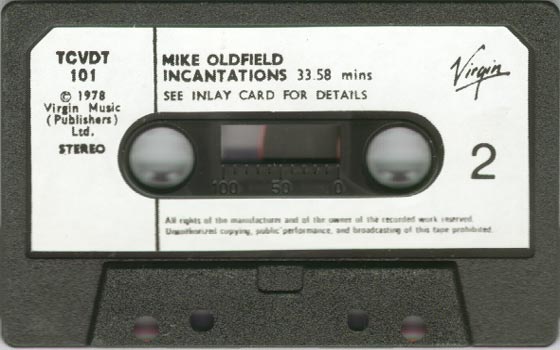 TCVDT
101
© 1978
Virgin Music
(Publishers)
Ltd.
STEREO
MIKE OLDFIELD
INCANTATIONS 33.58 mins
SEE INLAY CARD FOR DETAILS
Virgin
2
100 50 0
All rights of the manufacturer and of the owner of the recorded work reserved.
Unauthorized copying, public performance, and broadcasting of this tape prohibited.